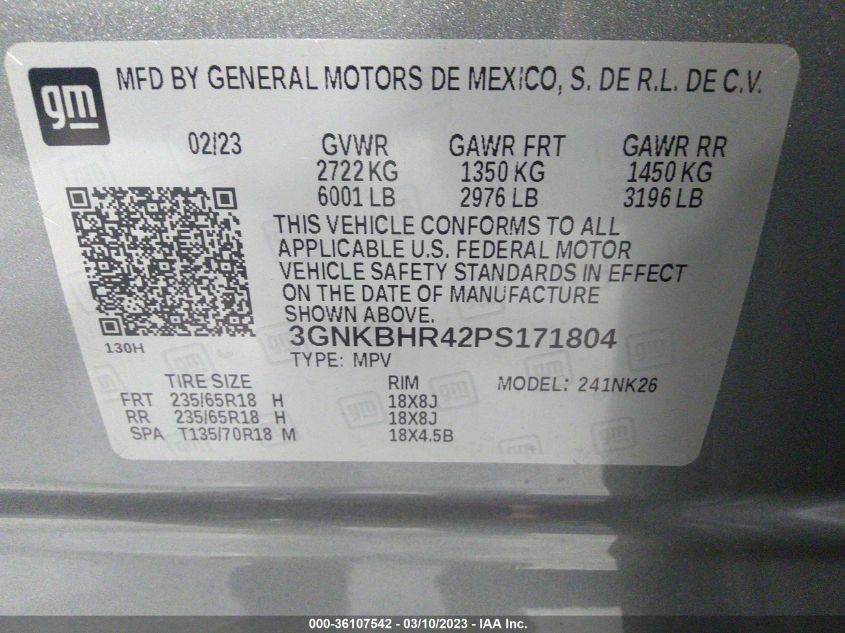 gm
MFD BY GENERAL MOTORS DE MEXICO, S. DE R.L. DE C.V.
02/23 GVWR GAWR FRT GAWR RR
2722 KG 1350 KG 1450 KG
6001 LB 2976 LB 3196 LB
THIS VEHICLE CONFORMS TO ALL
APPLICABLE U.S. FEDERAL MOTOR
VEHICLE SAFETY STANDARDS IN EFFECT
ON THE DATE OF MANUFACTURE
SHOWN ABOVE.
3GNKBHR42PS171804
130H
TYPE: MPV
TIRE SIZE RIM MODEL: 241NK26
FRT 235/65R18 H 18X8J
RR 235/65R18 H 18X8J
SPA T135/70R18 M 18X4.5B
000-36107542 - 03/10/2023 - IAA Inc.